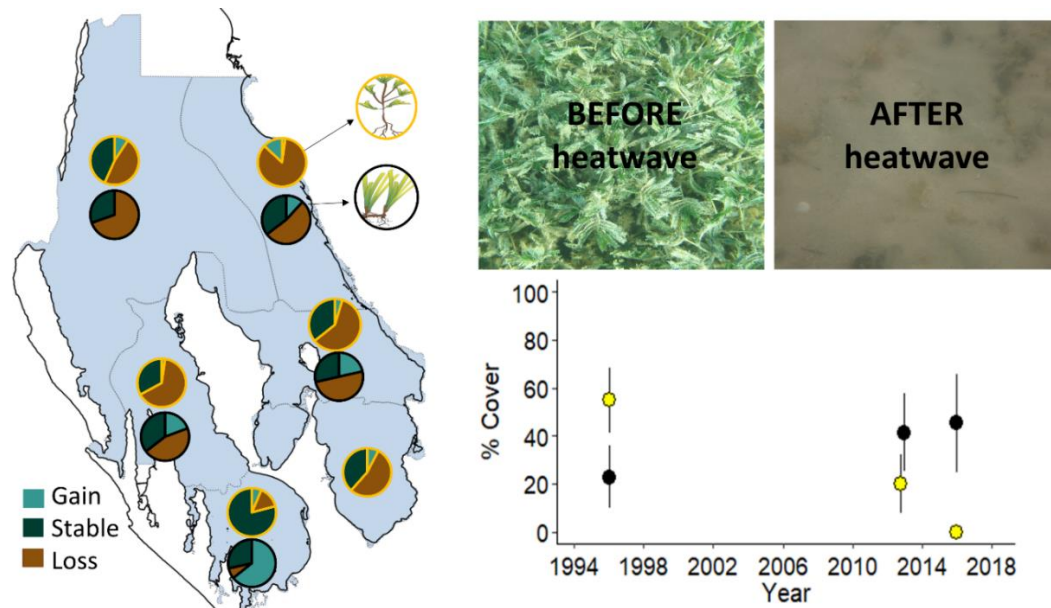 BEFORE
heatwave
AFTER
heatwave
Gain
Stable
Loss
% Cover
100
80
60
40
20
0
1994 1998 2002 2006 2010 2014 2018
Year